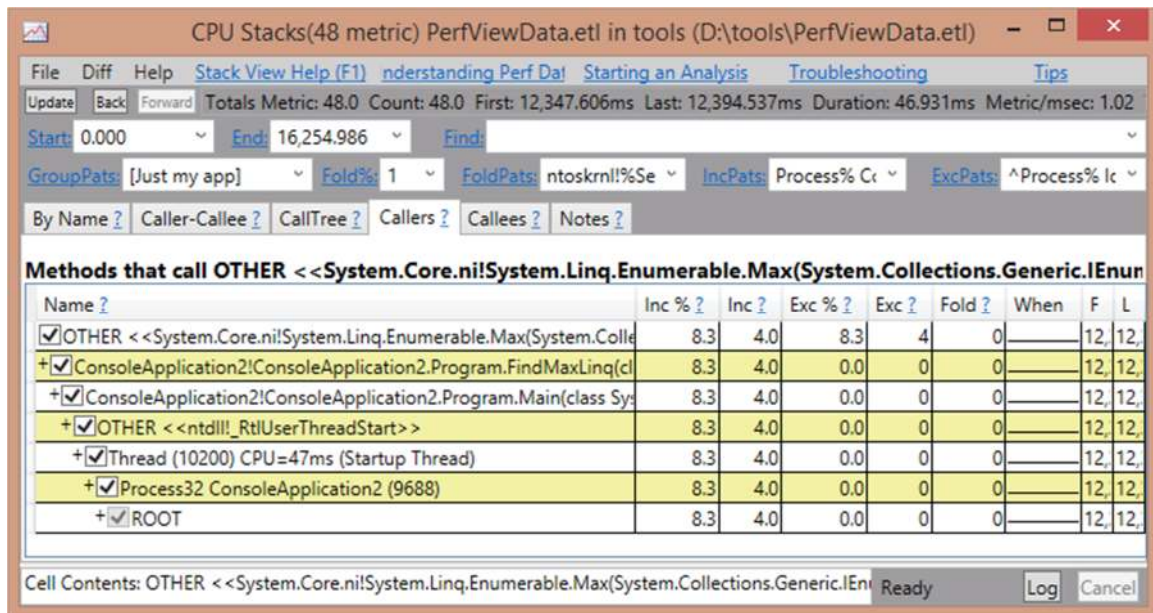 CPU Stacks(48 metric) PerfViewData.etl in tools (D:\tools\PerfViewData.etl)
File Diff Help Stack View Help (F1) nderstanding Perf Dat Starting an Analysis Troubleshooting Tips
Update Back Forward Totals Metric: 48.0 Count: 48.0 First: 12,347.606ms Last: 12,394.537ms Duration: 46.931ms Metric/msec: 1.02
Start: 0.000 End: 16,254.986 Find:
GroupPats: [Just my app] Fold%: 1 FoldPats: ntoskrnl!%Se IncPats: Process% Cc ExcPats: ^Process% Ic
By Name ? Caller-Callee ? CallTree ? Callers ? Callees ? Notes ?
Methods that call OTHER <<System.Core.ni!System.Linq.Enumerable.Max(System.Collections.Generic.IEnun
Name ? Inc % ? Inc ? Exc % ? Exc ? Fold ? When F L
OTHER <<System.Core.ni!System.Linq.Enumerable.Max(System.Colle 8.3 4.0 8.3 4 0 12, 12,
+ ConsoleApplication2!ConsoleApplication2.Program.FindMaxLinq(cl 8.3 4.0 0.0 0 0 12, 12,
+ ConsoleApplication2!ConsoleApplication2.Program.Main(class Sys 8.3 4.0 0.0 0 0 12, 12,
+ OTHER <<ntdll!_RtlUserThreadStart>> 8.3 4.0 0.0 0 0 12, 12,
+ Thread (10200) CPU=47ms (Startup Thread) 8.3 4.0 0.0 0 0 12, 12,
+ Process32 ConsoleApplication2 (9688) 8.3 4.0 0.0 0 0 12, 12,
+ ROOT 8.3 4.0 0.0 0 0 12, 12,
Cell Contents: OTHER <<System.Core.ni!System.Linq.Enumerable.Max(System.Collections.Generic.IEnu Ready Log Cancel